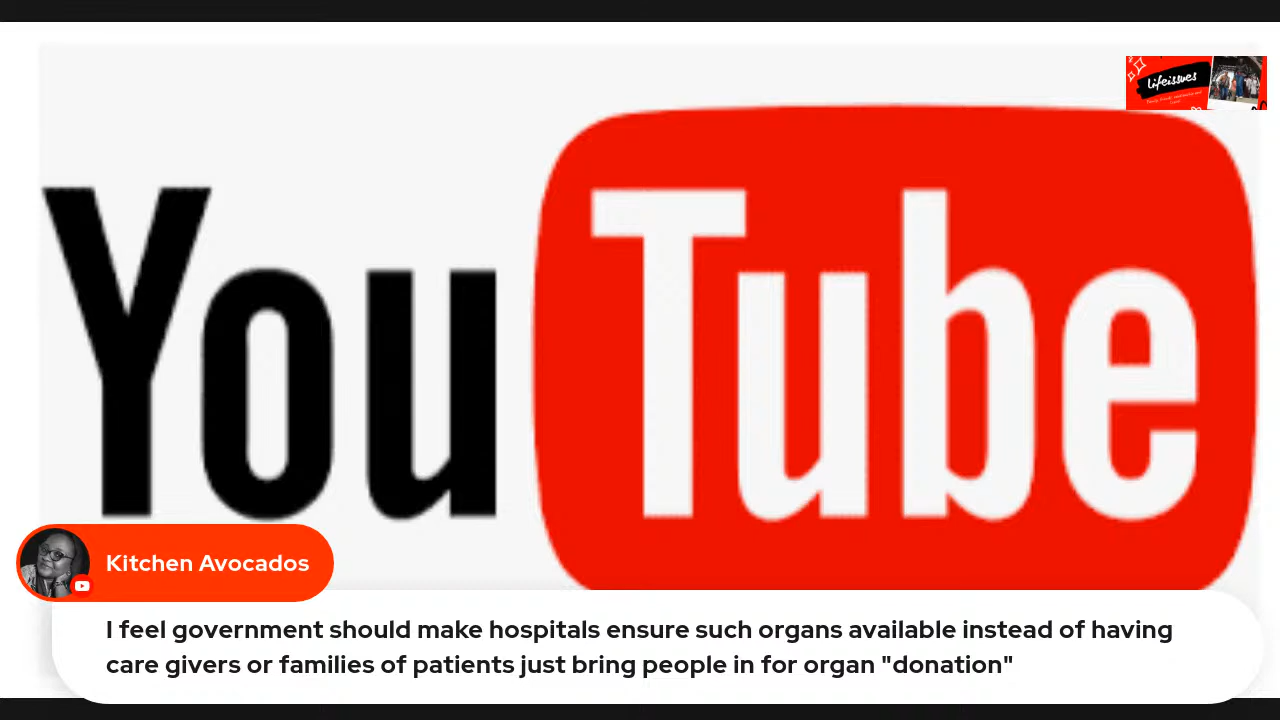 lifeissues
YouTube
Kitchen Avocados
I feel government should make hospitals ensure such organs available instead of having
care givers or families of patients just bring people in for organ "donation"